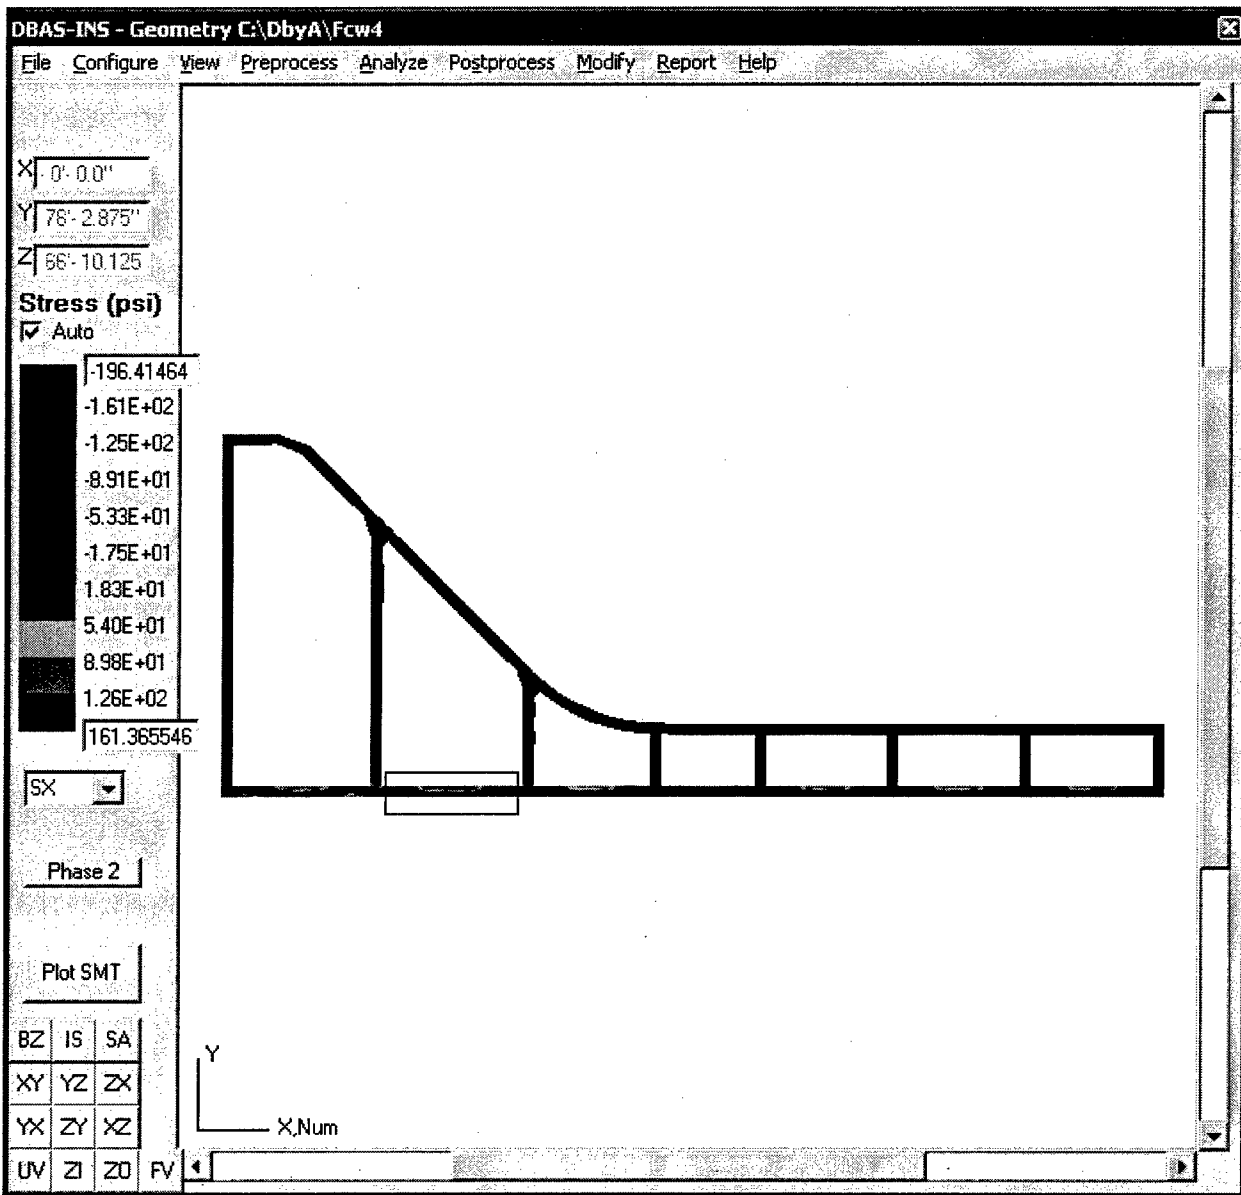 DBAS-INS - Geometry C:\DbyA\Fcw4
File Configure View Preprocess Analyze Postprocess Modify Report Help
X - 0'- 0.0"
Y 76'- 2.875"
Z 66'- 10.125
Stress (psi)
Auto
-196.41464
-1.61E+02
-1.25E+02
-8.91E+01
-5.33E+01
-1.75E+01
1.83E+01
5.40E+01
8.98E+01
1.26E+02
161.365546
SX
Phase 2
Plot SMT
BZ IS SA
XY YZ ZX
YX ZY XZ
UV ZI ZO FV
Y
X,Num